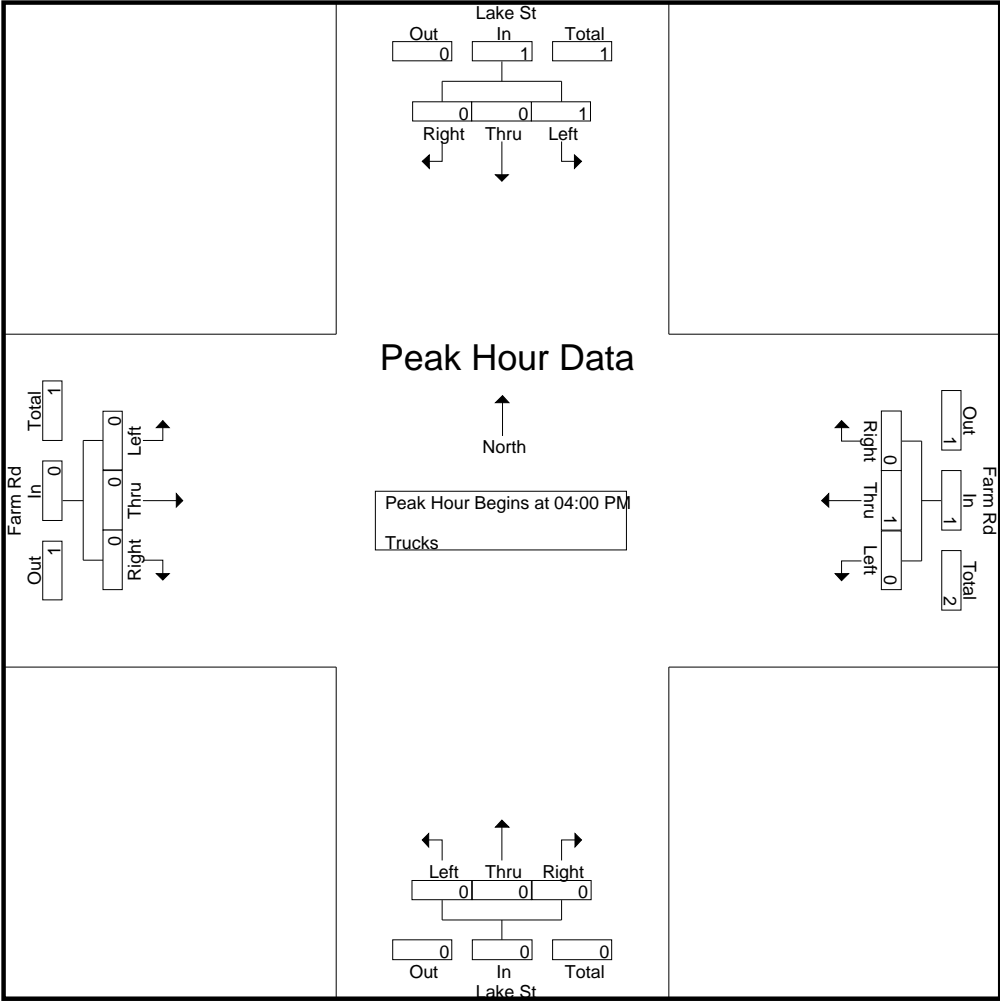 Lake St
Out In Total
0 1 1
0 0 1
Right Thru Left
Peak Hour Data
North
Peak Hour Begins at 04:00 PM
Trucks
Farm Rd
Total In Out
1 0 1
0 0 0
Left Thru Right
Farm Rd
Out In Total
1 1 2
0 1 0
Right Thru Left
Left Thru Right
0 0 0
0 0 0
Out In Total
Lake St